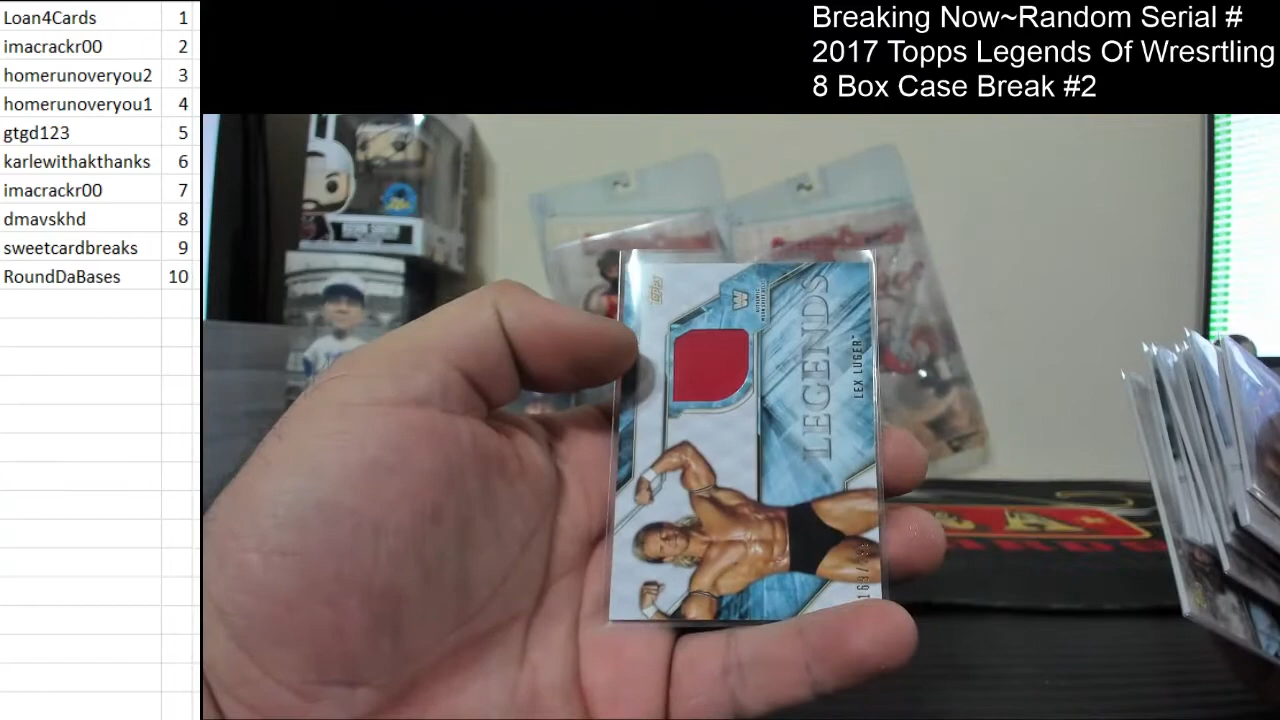 Loan4Cards 1
imacrackr00 2
homerunoveryou2 3
homerunoveryou1 4
gtgd123 5
karlewithakthanks 6
imacrackr00 7
dmavskhd 8
sweetcardbreaks 9
RoundDaBases 10
Breaking Now~Random Serial #
2017 Topps Legends Of Wresrtling
8 Box Case Break #2
Topps
LEGENDS
LEX LUGER